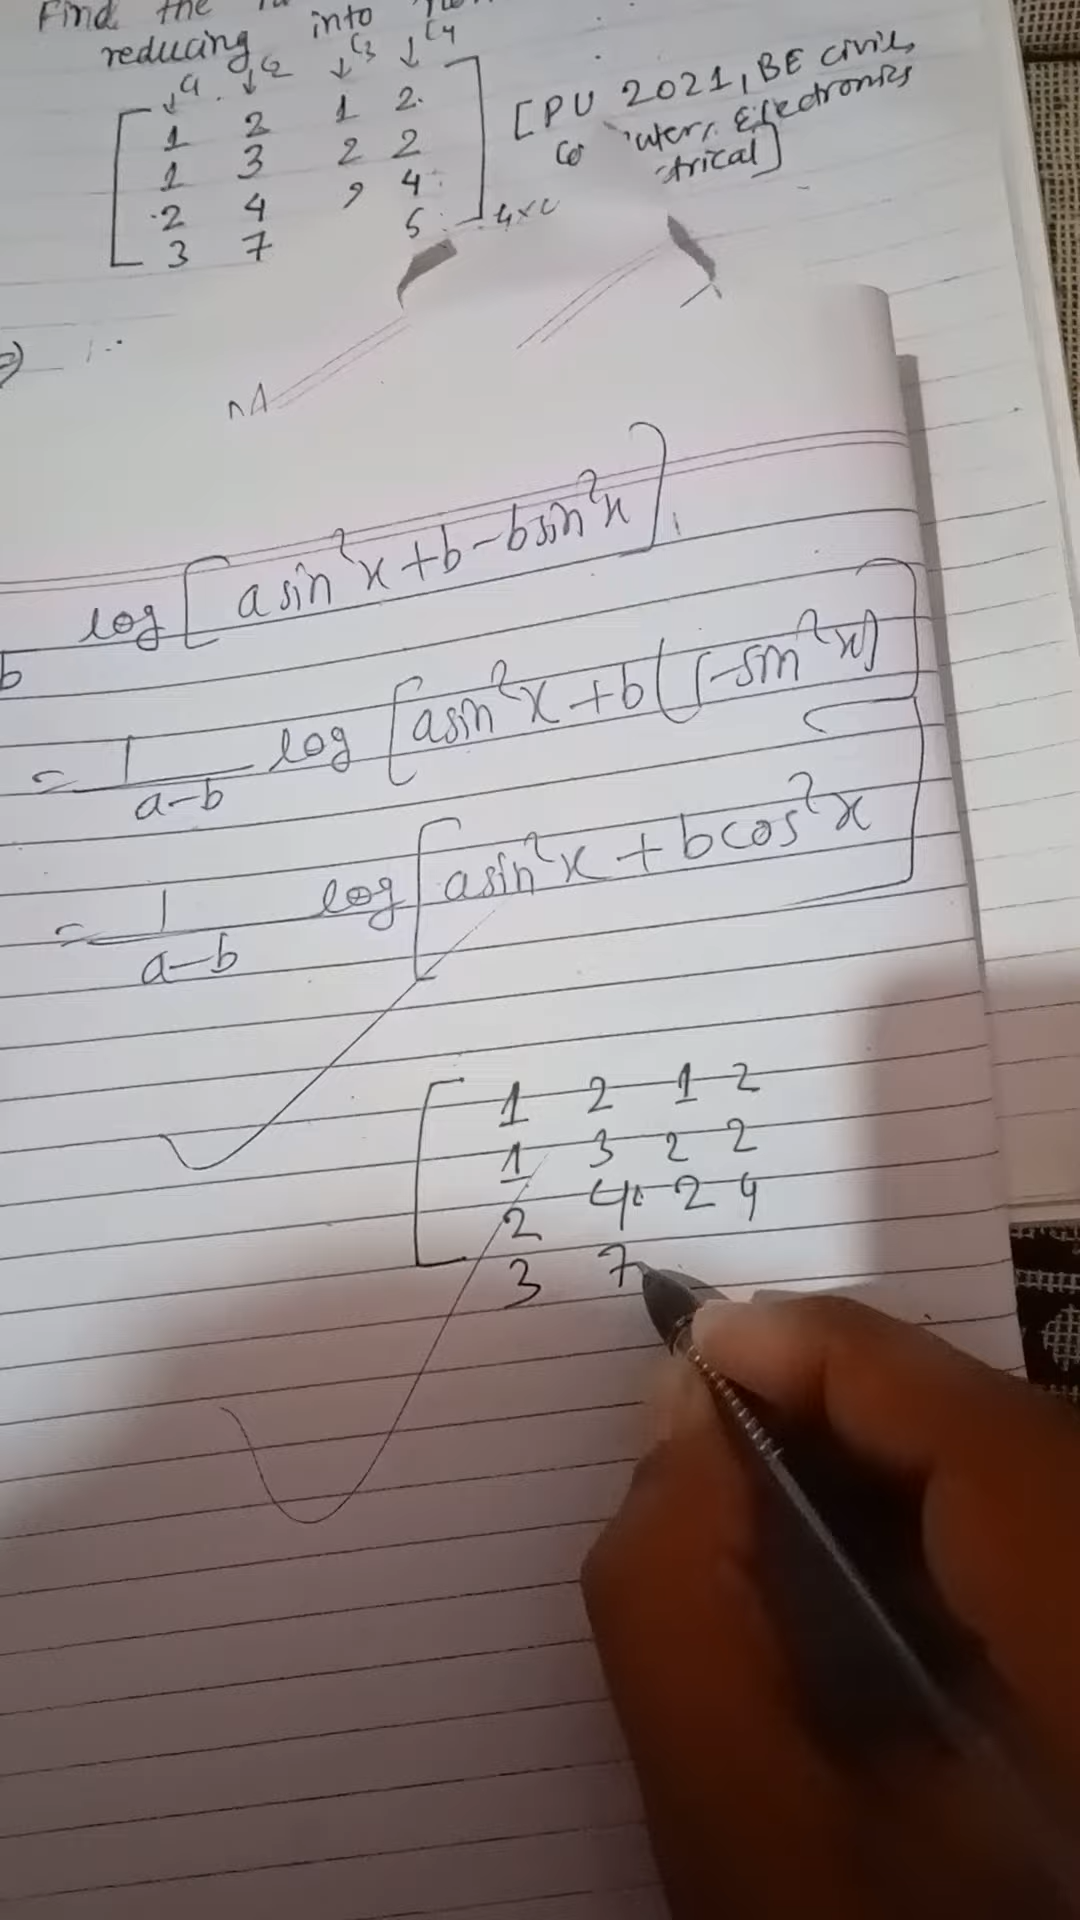 Find the
reducing into
C1 C2 C3 C4
1 2 1 2
1 3 2 2
2 4 4
3 7 5
4x
[PU 2021, BE civil,
Electronics
trical]
log [a sin²x + b - b sin²x]
b
= 1/a-b log [a sin²x + b (1 - sin²x)]
= 1/a-b log [a sin²x + b cos²x]
1 2 1 2
1 3 2 2
2 4 2 4
3 7